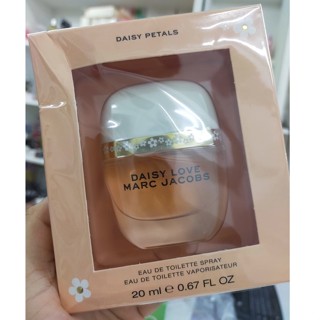 DAISY PETALS
DAISY LOVE
MARC JACOBS
EAU DE TOILETTE SPRAY
EAU DE TOILETTE VAPORISATEUR
20 ml ℮ 0.67 FL OZ